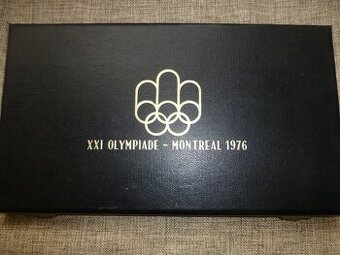 XXI OLYMPIADE - MONTREAL 1976